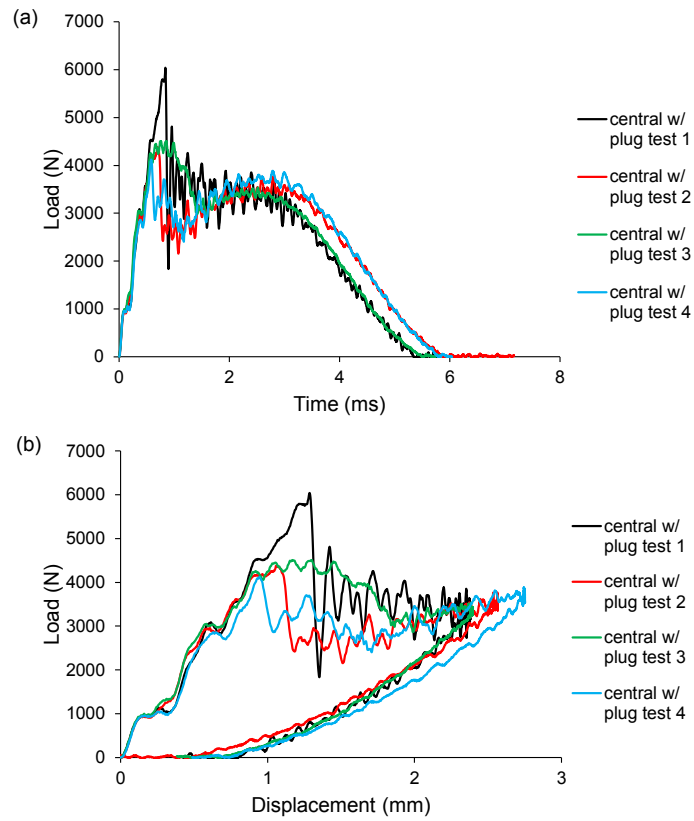 (a)
7000
6000
5000
4000
3000
2000
1000
0
Load (N)
0
2
4
6
8
Time (ms)
central w/
plug test 1
central w/
plug test 2
central w/
plug test 3
central w/
plug test 4
(b)
7000
6000
5000
4000
3000
2000
1000
0
Load (N)
0
1
2
3
Displacement (mm)
central w/
plug test 1
central w/
plug test 2
central w/
plug test 3
central w/
plug test 4